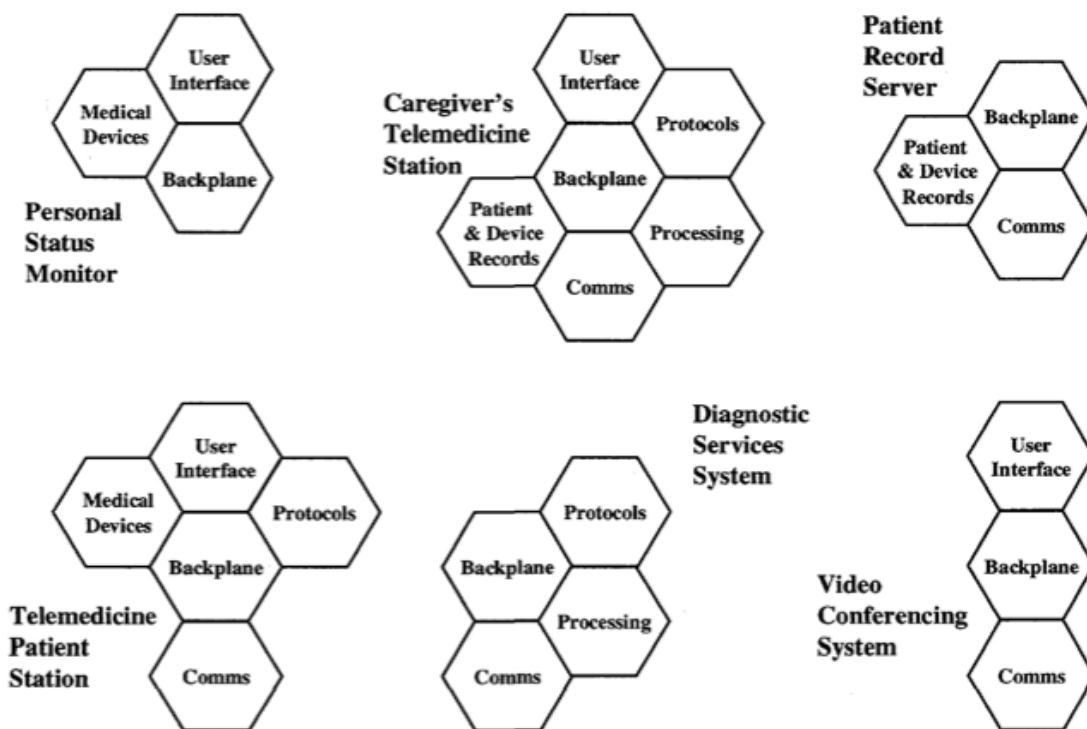 User
Interface
Medical
Devices
Backplane
Personal
Status
Monitor
Caregiver's
Telemedicine
Station
User
Interface
Protocols
Backplane
Patient
& Device
Records
Processing
Comms
Patient
Record
Server
Backplane
Patient
& Device
Records
Comms
User
Interface
Medical
Devices
Protocols
Backplane
Telemedicine
Patient
Station
Comms
Diagnostic
Services
System
Protocols
Backplane
Processing
Comms
User
Interface
Backplane
Video
Conferencing
System
Comms